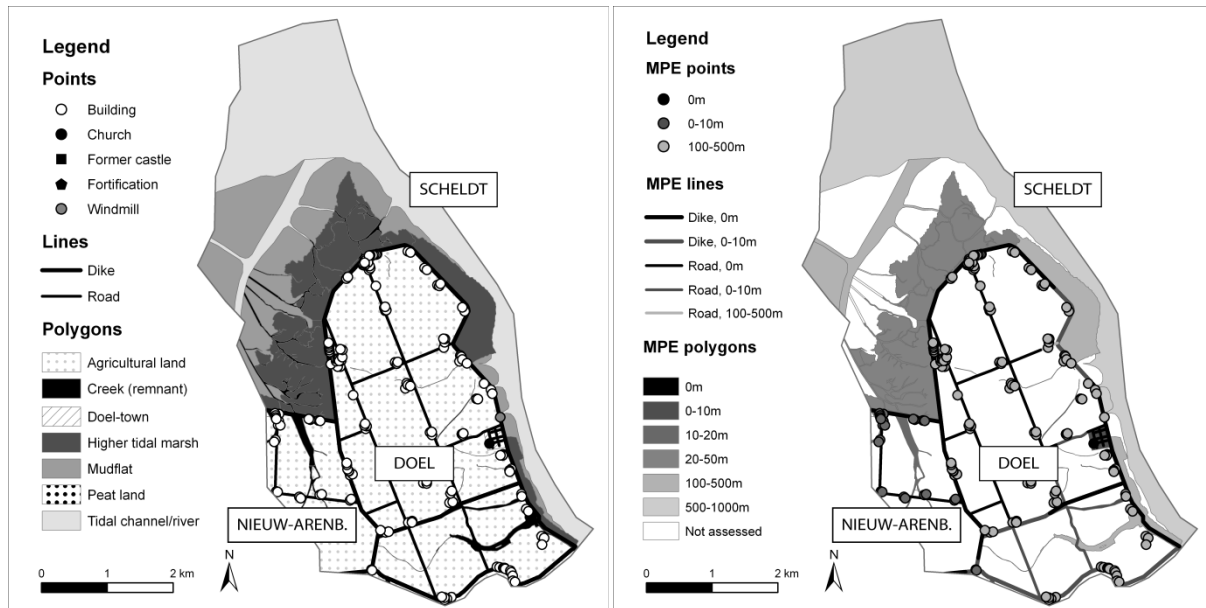 Legend
Points
Building
Church
Former castle
Fortification
Windmill
Lines
Dike
Road
Polygons
Agricultural land
Creek (remnant)
Doel-town
Higher tidal marsh
Mudflat
Peat land
Tidal channel/river
N
0 1 2 km
SCHELDT
DOEL
NIEUW-ARENB.
Legend
MPE points
0m
0-10m
100-500m
MPE lines
Dike, 0m
Dike, 0-10m
Road, 0m
Road, 0-10m
Road, 100-500m
MPE polygons
0m
0-10m
10-20m
20-50m
100-500m
500-1000m
Not assessed
N
0 1 2 km
SCHELDT
DOEL
NIEUW-ARENB.